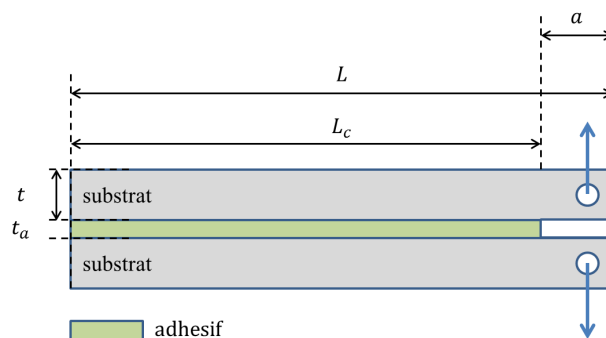 a
L
L_c
t
substrat
t_a
substrat
adhesif